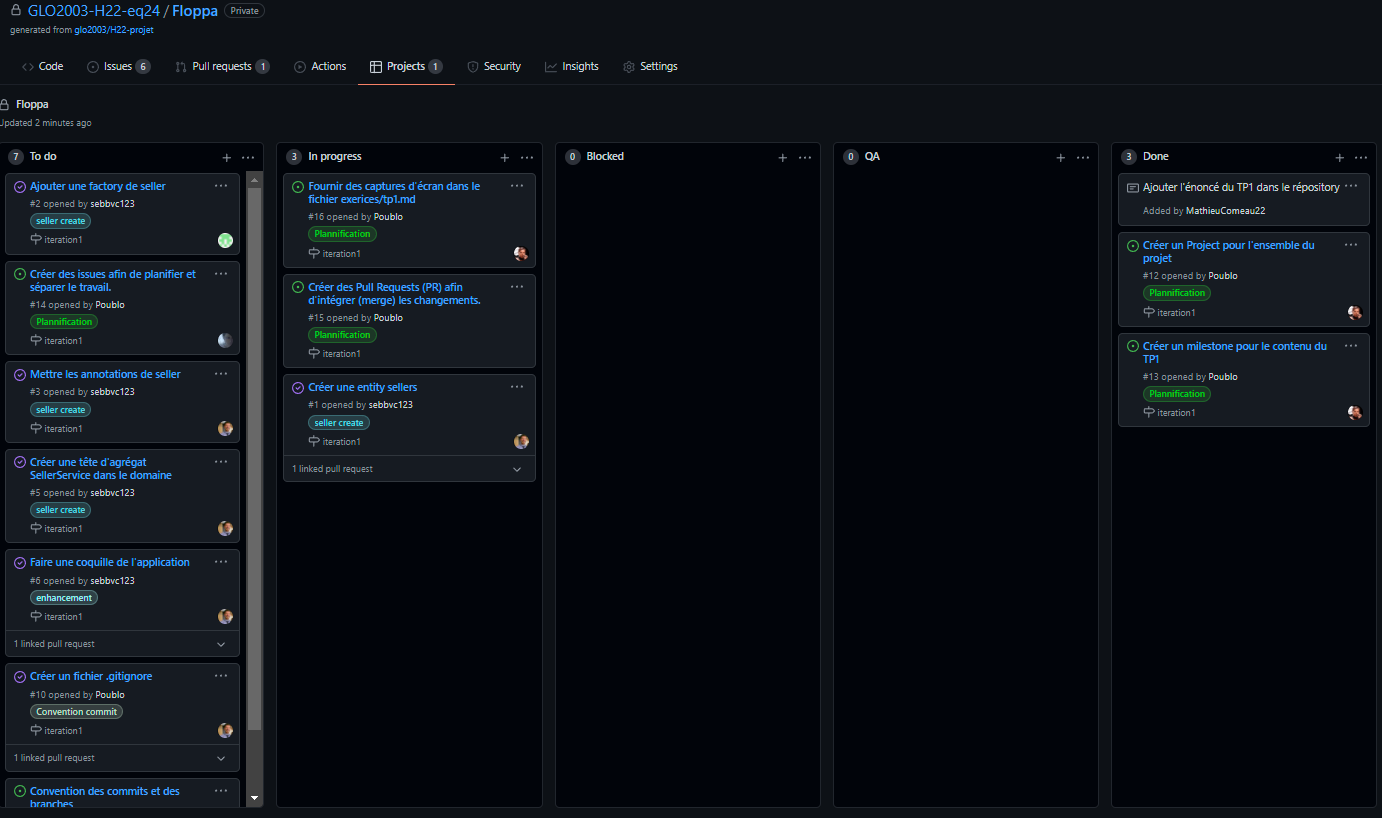 GLO2003-H22-eq24 / Floppa Private
generated from glo2003/H22-projet
Code Issues 6 Pull requests 1 Actions Projects 1 Security Insights Settings
Floppa
Updated 2 minutes ago
7 To do
Ajouter une factory de seller
#2 opened by sebbvc123
seller create
iteration1
Créer des issues afin de planifier et
séparer le travail.
#14 opened by Poublo
Plannification
iteration1
Mettre les annotations de seller
#3 opened by sebbvc123
seller create
iteration1
Créer une tête d'agrégat
SellerService dans le domaine
#5 opened by sebbvc123
seller create
iteration1
Faire une coquille de l'application
#6 opened by sebbvc123
enhancement
iteration1
1 linked pull request
Créer un fichier .gitignore
#10 opened by Poublo
Convention commit
iteration1
1 linked pull request
Convention des commits et des
branches
3 In progress
Fournir des captures d'écran dans le
fichier exerices/tp1.md
#16 opened by Poublo
Plannification
iteration1
Créer des Pull Requests (PR) afin
d'intégrer (merge) les changements.
#15 opened by Poublo
Plannification
iteration1
Créer une entity sellers
#1 opened by sebbvc123
seller create
iteration1
1 linked pull request
0 Blocked
0 QA
3 Done
Ajouter l'énoncé du TP1 dans le répository
Added by MathieuComeau22
Créer un Project pour l'ensemble du
projet
#12 opened by Poublo
Plannification
iteration1
Créer un milestone pour le contenu du
TP1
#13 opened by Poublo
Plannification
iteration1